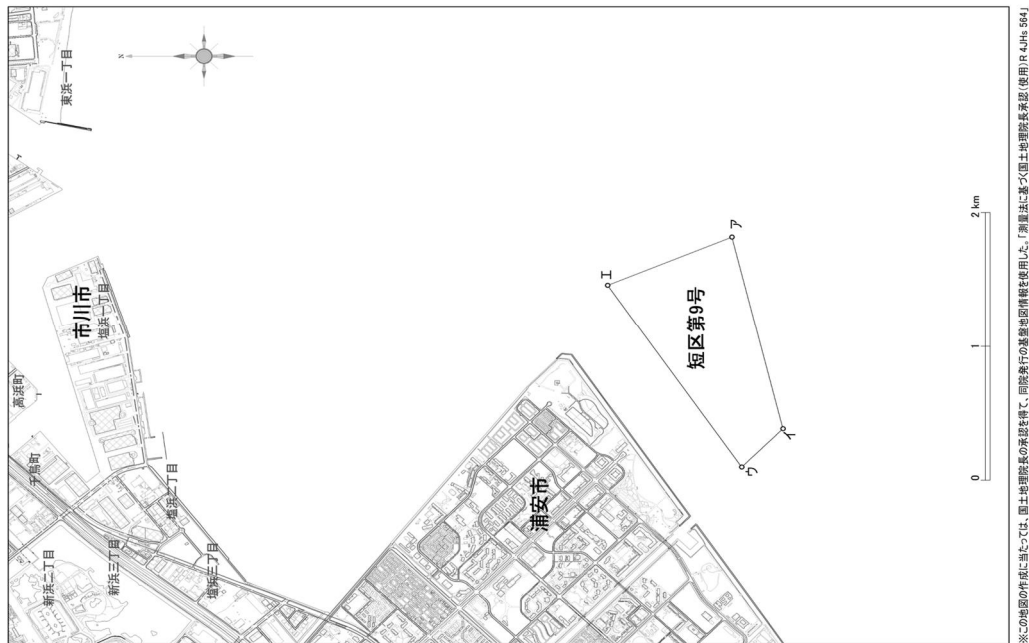 N
東浜一丁目
市川市
塩浜一丁目
高浜町
千鳥町
塩浜二丁目
新浜二丁目
新浜三丁目
塩浜三丁目
浦安市
短区第9号
エ
ア
イ
ウ
0 1 2 km
※この地図の作成に当たっては、国土地理院長の承認を得て、同院発行の基盤地図情報を使用した。「測量法に基づく国土地理院長承認(使用)R 4JHs 564」